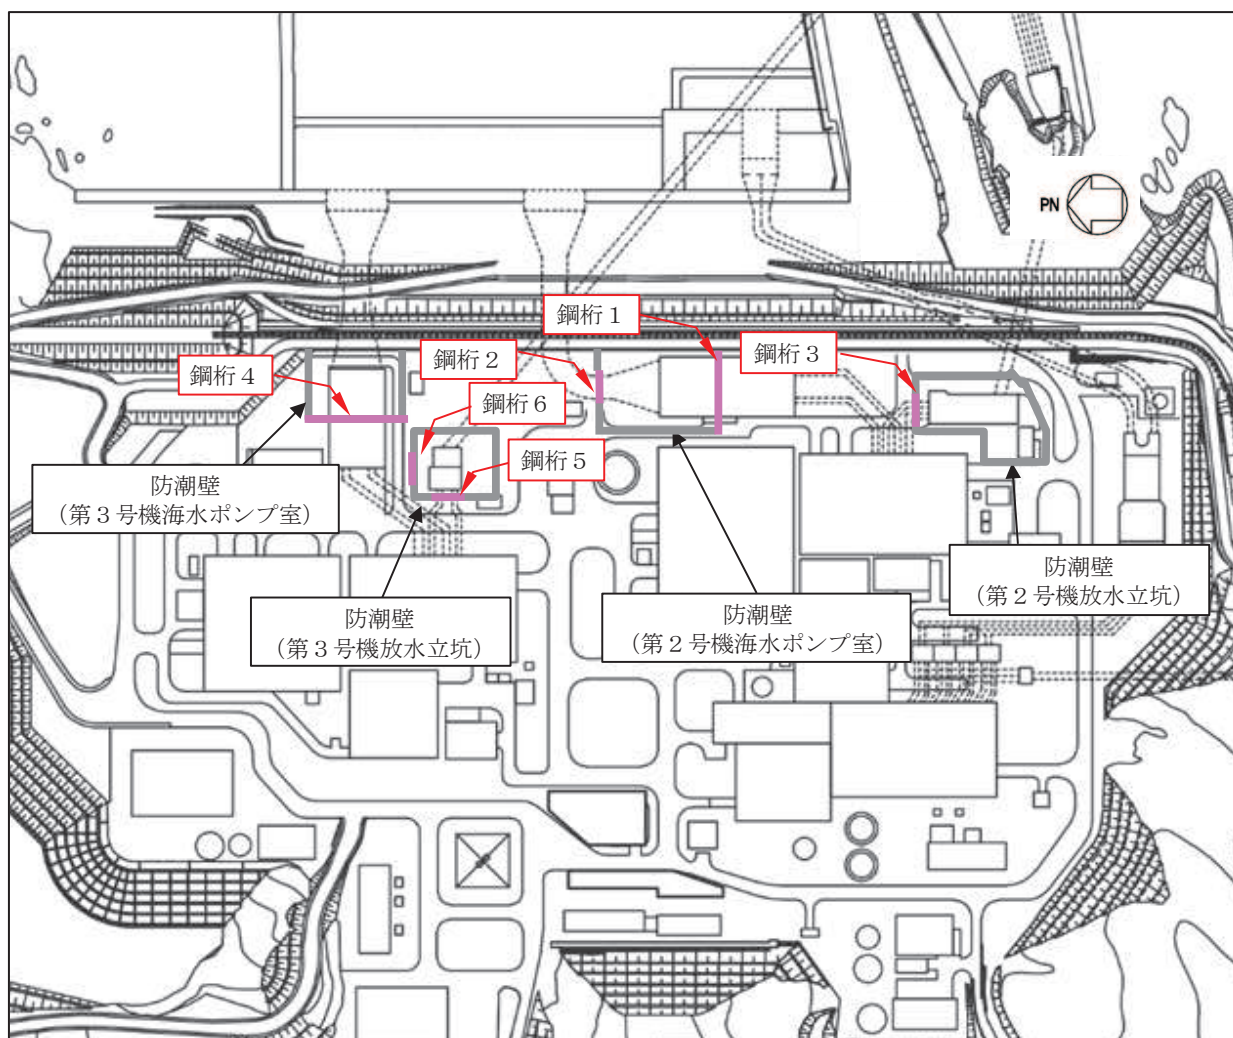 PN
鋼桁１
鋼桁２
鋼桁３
鋼桁４
鋼桁６
鋼桁５
防潮壁
（第３号機海水ポンプ室）
防潮壁
（第２号機放水立坑）
防潮壁
（第３号機放水立坑）
防潮壁
（第２号機海水ポンプ室）